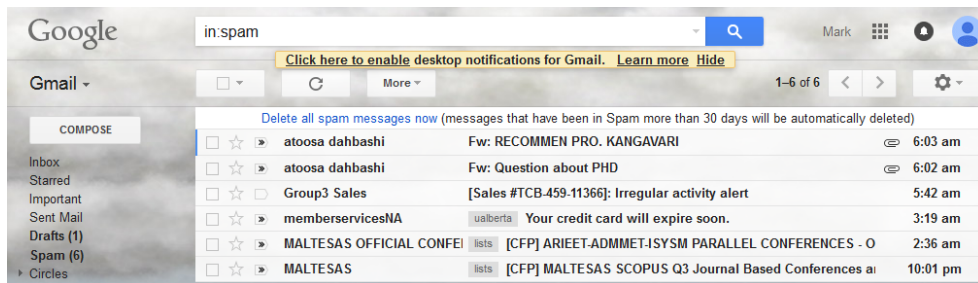 Google
in:spam
Mark
Click here to enable desktop notifications for Gmail. Learn more Hide
Gmail
More
1–6 of 6
COMPOSE
Inbox
Starred
Important
Sent Mail
Drafts (1)
Spam (6)
Circles
Delete all spam messages now (messages that have been in Spam more than 30 days will be automatically deleted)
atoosa dahbashi Fw: RECOMMEN PRO. KANGAVARI 6:03 am
atoosa dahbashi Fw: Question about PHD 6:02 am
Group3 Sales [Sales #TCB-459-11366]: Irregular activity alert 5:42 am
memberservicesNA ualberta Your credit card will expire soon. 3:19 am
MALTESAS OFFICIAL CONFEI lists [CFP] ARIEET-ADMMET-ISYSM PARALLEL CONFERENCES - O 2:36 am
MALTESAS lists [CFP] MALTESAS SCOPUS Q3 Journal Based Conferences ai 10:01 pm